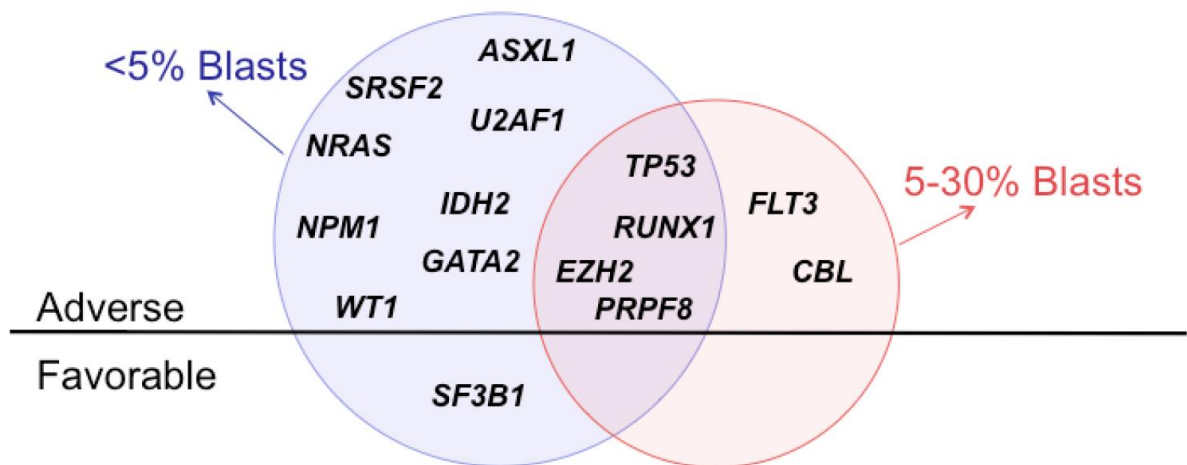 ASXL1
<5% Blasts
SRSF2
U2AF1
NRAS
TP53
5-30% Blasts
IDH2
FLT3
NPM1
RUNX1
GATA2
EZH2
CBL
Adverse
WT1
PRPF8
Favorable
SF3B1